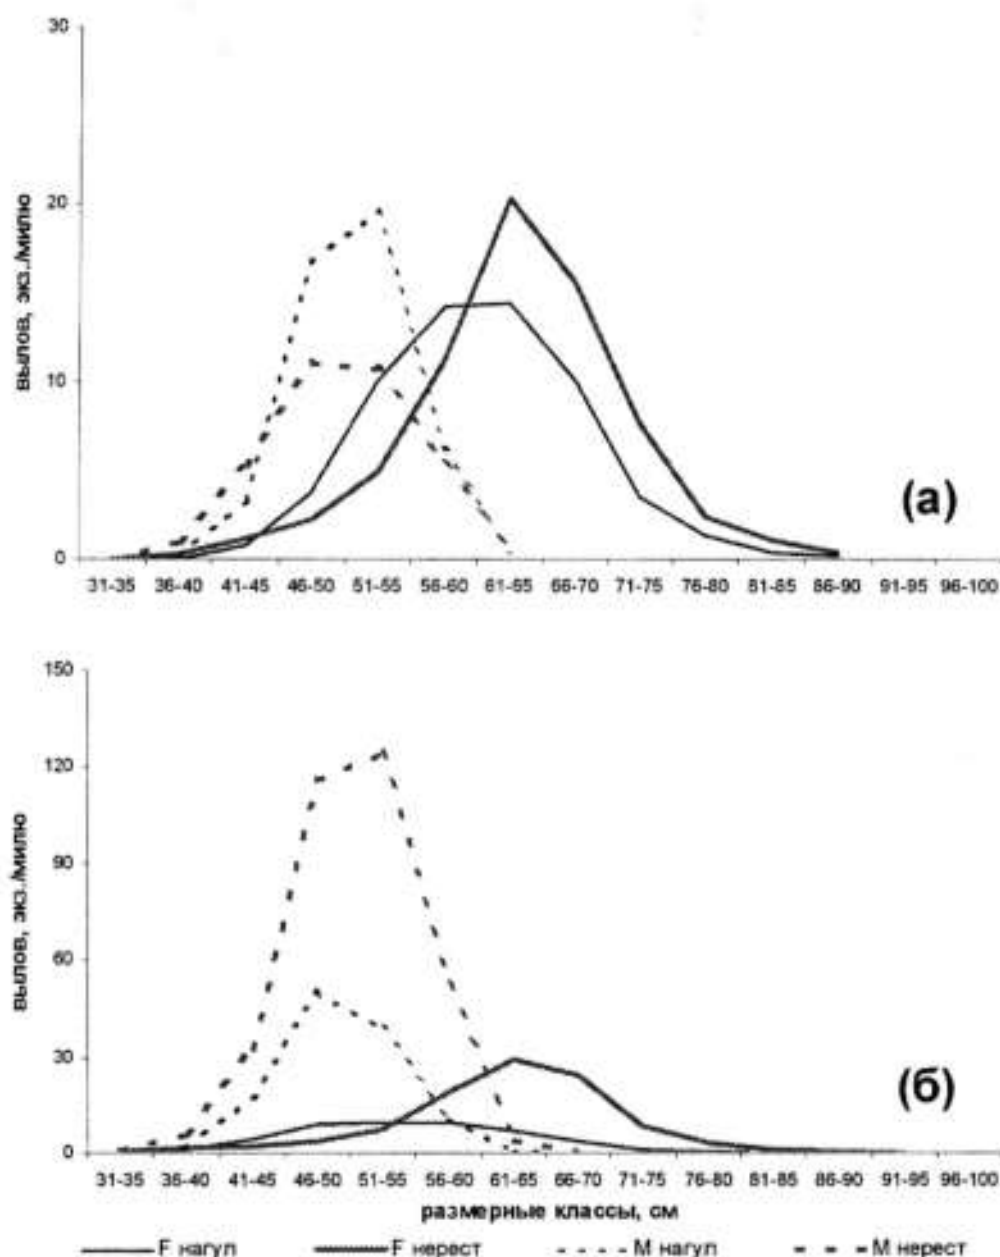 30
20
10
0
вылов, экз./милю
(а)
31-35 36-40 41-45 46-50 51-55 56-60 61-65 66-70 71-75 76-80 81-85 86-90 91-95 96-100
150
120
90
60
30
0
вылов, экз./милю
(б)
31-35 36-40 41-45 46-50 51-55 56-60 61-65 66-70 71-75 76-80 81-85 86-90 91-95 96-100
размерные классы, см
F нагул F нерест М нагул М нерест